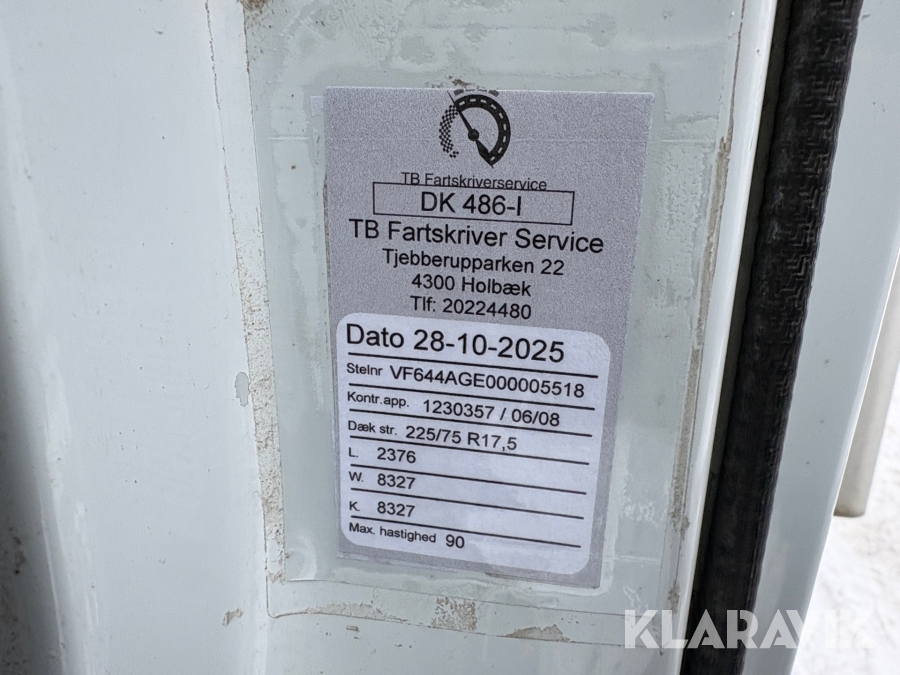 TB Fartskriverservice
DK 486-I
TB Fartskriver Service
Tjebberupparken 22
4300 Holbæk
Tlf: 20224480
Dato 28-10-2025
Stelnr VF644AGE000005518
Kontr.app. 1230357 / 06/08
Dæk str. 225/75 R17,5
L. 2376
W. 8327
K. 8327
Max. hastighed 90
KLARAVIK